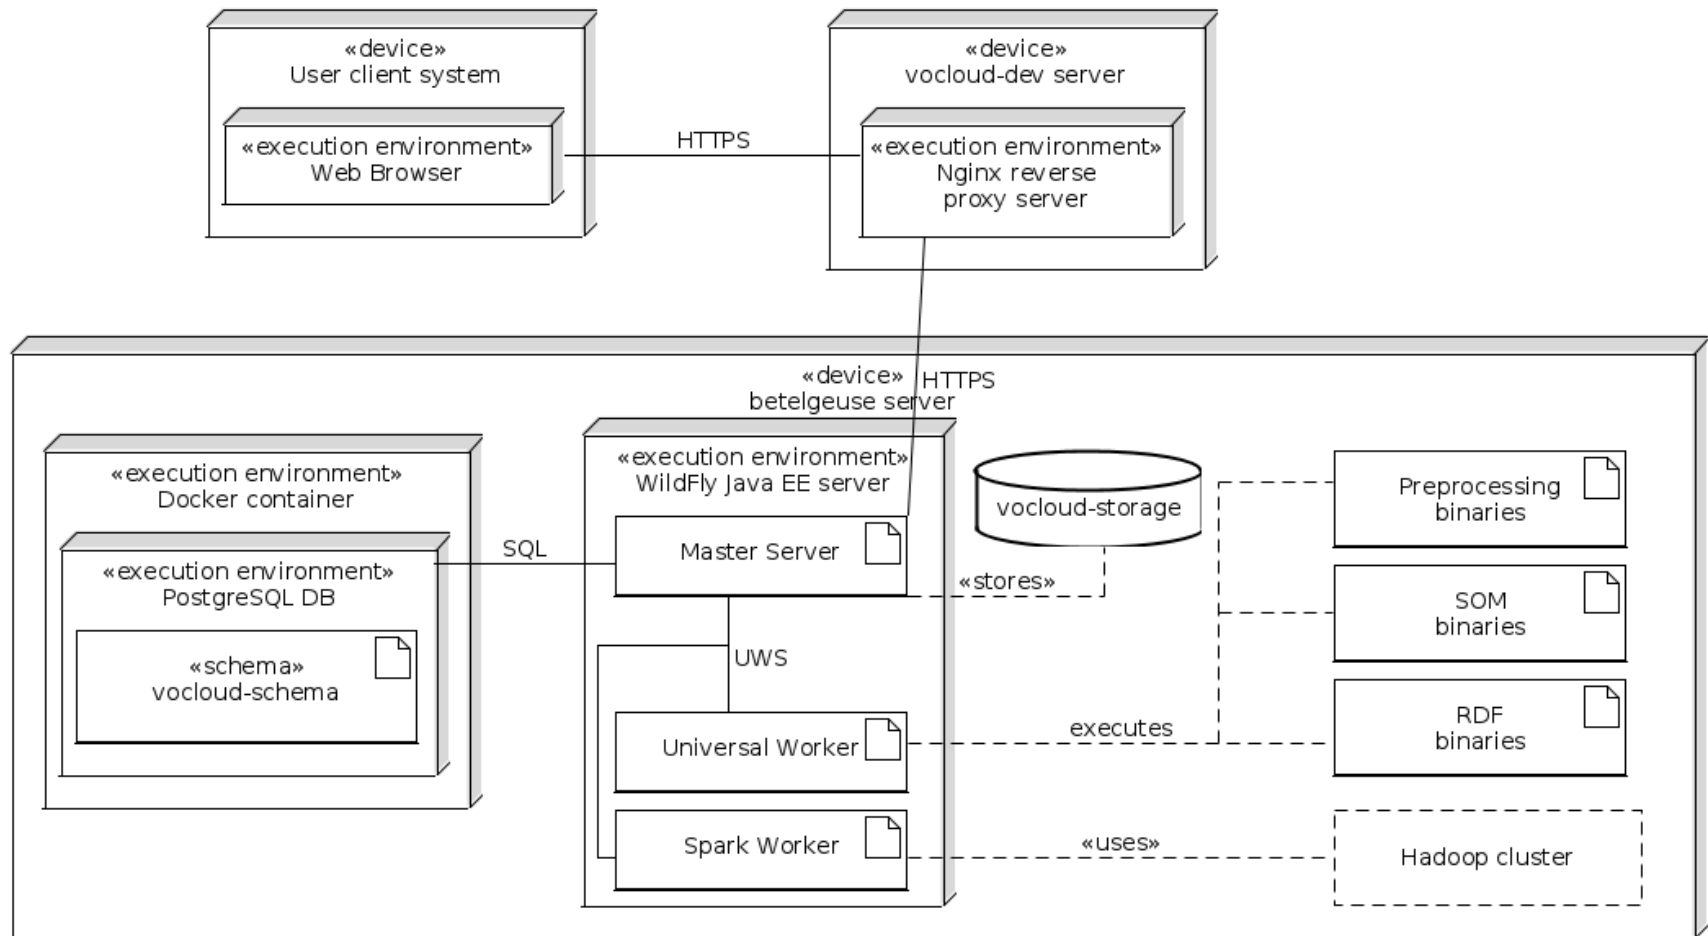 «device»
User client system
«execution environment»
Web Browser
HTTPS
«device»
vocloud-dev server
«execution environment»
Nginx reverse
proxy server
HTTPS
«device»
betelgeuse server
«execution environment»
Docker container
«execution environment»
PostgreSQL DB
«schema»
vocloud-schema
SQL
«execution environment»
WildFly Java EE server
Master Server
UWS
Universal Worker
Spark Worker
vocloud-storage
«stores»
executes
«uses»
Preprocessing
binaries
SOM
binaries
RDF
binaries
Hadoop cluster